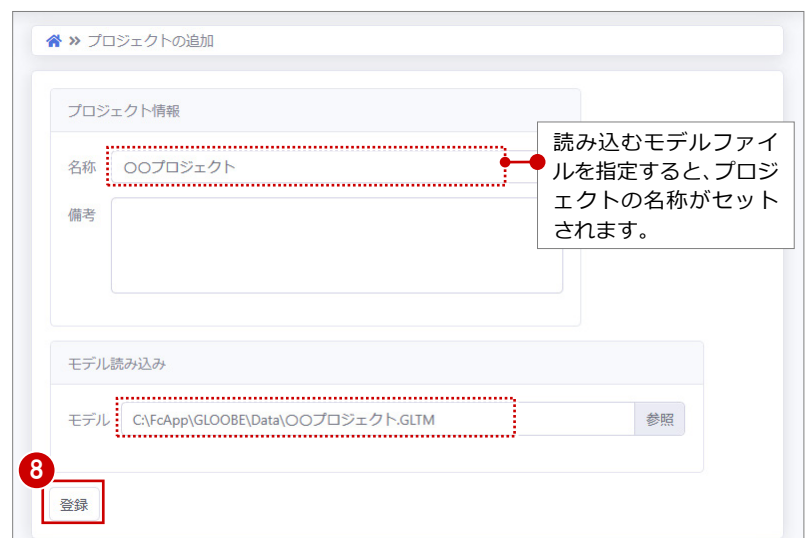 » プロジェクトの追加
プロジェクト情報
読み込むモデルファイ
ルを指定すると、プロジ
ェクトの名称がセット
されます。
名称 〇〇プロジェクト
備考
モデル読み込み
モデル C:\FcApp\GLOOBE\Data\〇〇プロジェクト.GLTM 参照
8
登録